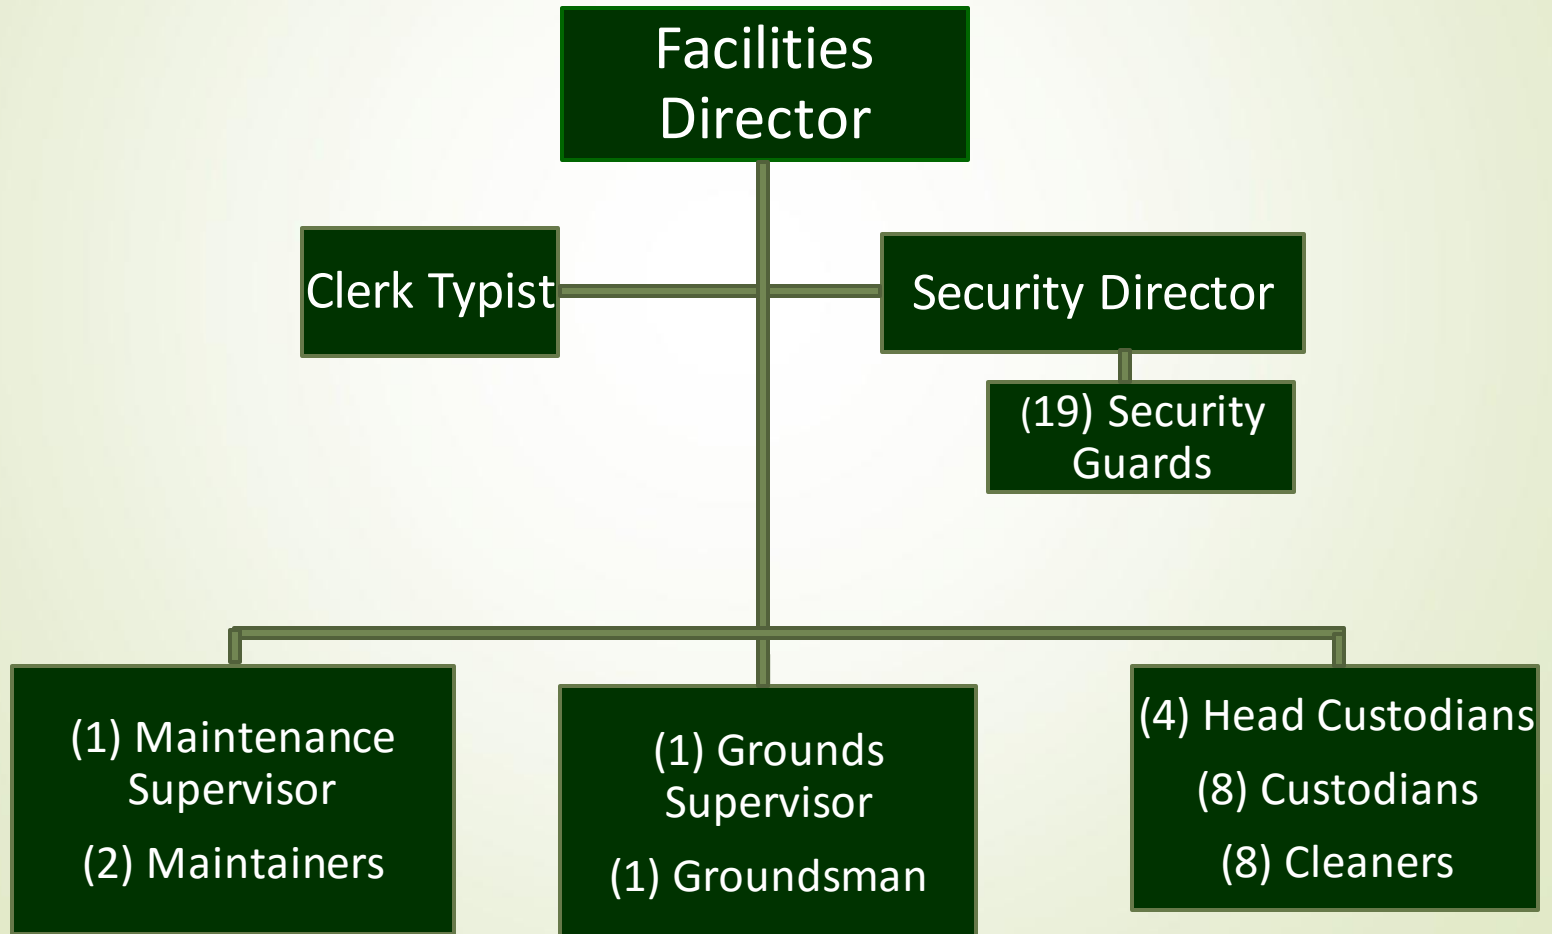 Facilities
Director
Clerk Typist
Security Director
(19) Security
Guards
(1) Maintenance
Supervisor
(2) Maintainers
(1) Grounds
Supervisor
(1) Groundsman
(4) Head Custodians
(8) Custodians
(8) Cleaners